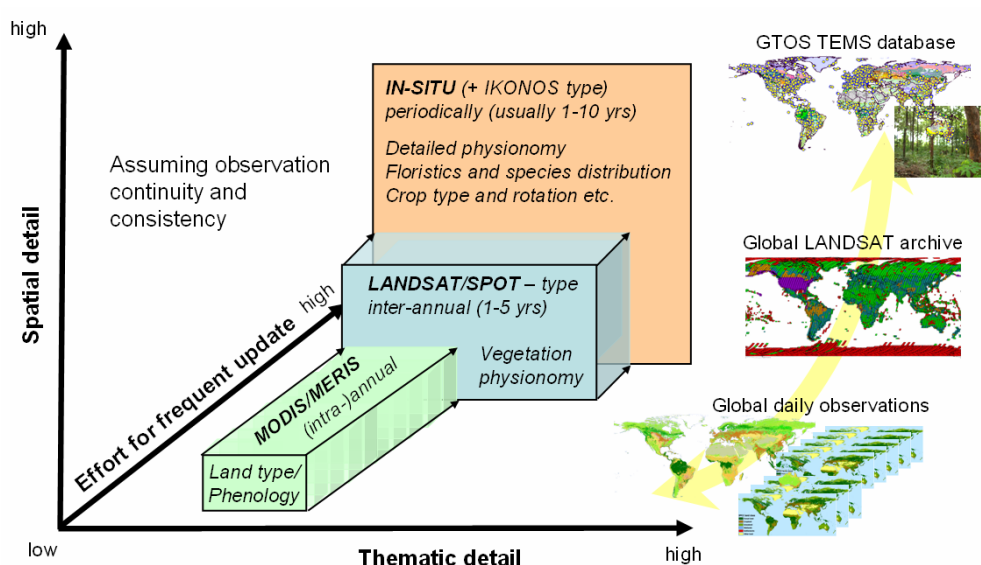 high
GTOS TEMS database
IN-SITU (+ IKONOS type)
periodically (usually 1-10 yrs)
Detailed physionomy
Floristics and species distribution
Crop type and rotation etc.
Assuming observation
continuity and
consistency
Spatial detail
Global LANDSAT archive
LANDSAT/SPOT – type
inter-annual (1-5 yrs)
high
Effort for frequent update
Vegetation
physionomy
MODIS/MERIS
(intra-)annual
Global daily observations
Land type/
Phenology
low
Thematic detail
high